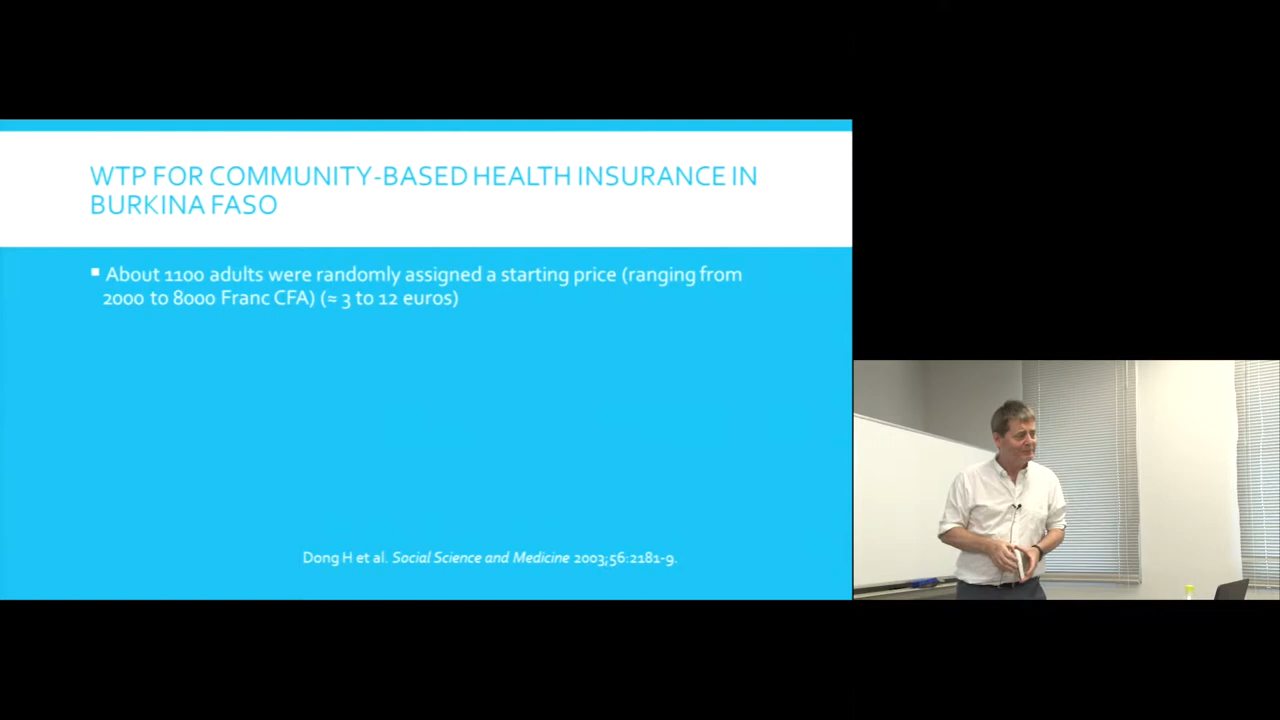 WTP FOR COMMUNITY-BASED HEALTH INSURANCE IN
BURKINA FASO
About 1100 adults were randomly assigned a starting price (ranging from
2000 to 8000 Franc CFA) (≈ 3 to 12 euros)
Dong H et al. Social Science and Medicine 2003;56:2181-9.